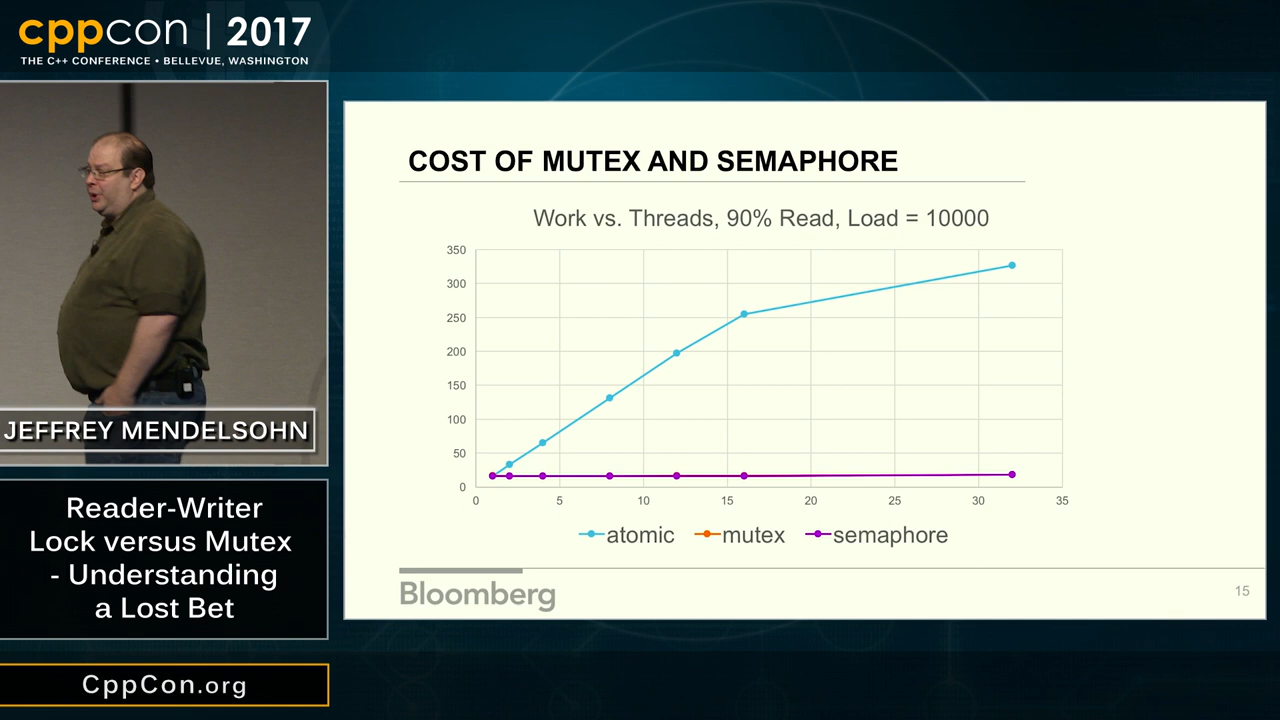 cppcon | 2017
THE C++ CONFERENCE • BELLEVUE, WASHINGTON
JEFFREY MENDELSOHN
Reader-Writer
Lock versus Mutex
- Understanding
a Lost Bet
CppCon.org
COST OF MUTEX AND SEMAPHORE
Work vs. Threads, 90% Read, Load = 10000
350
300
250
200
150
100
50
0
0 5 10 15 20 25 30 35
atomic mutex semaphore
Bloomberg
15